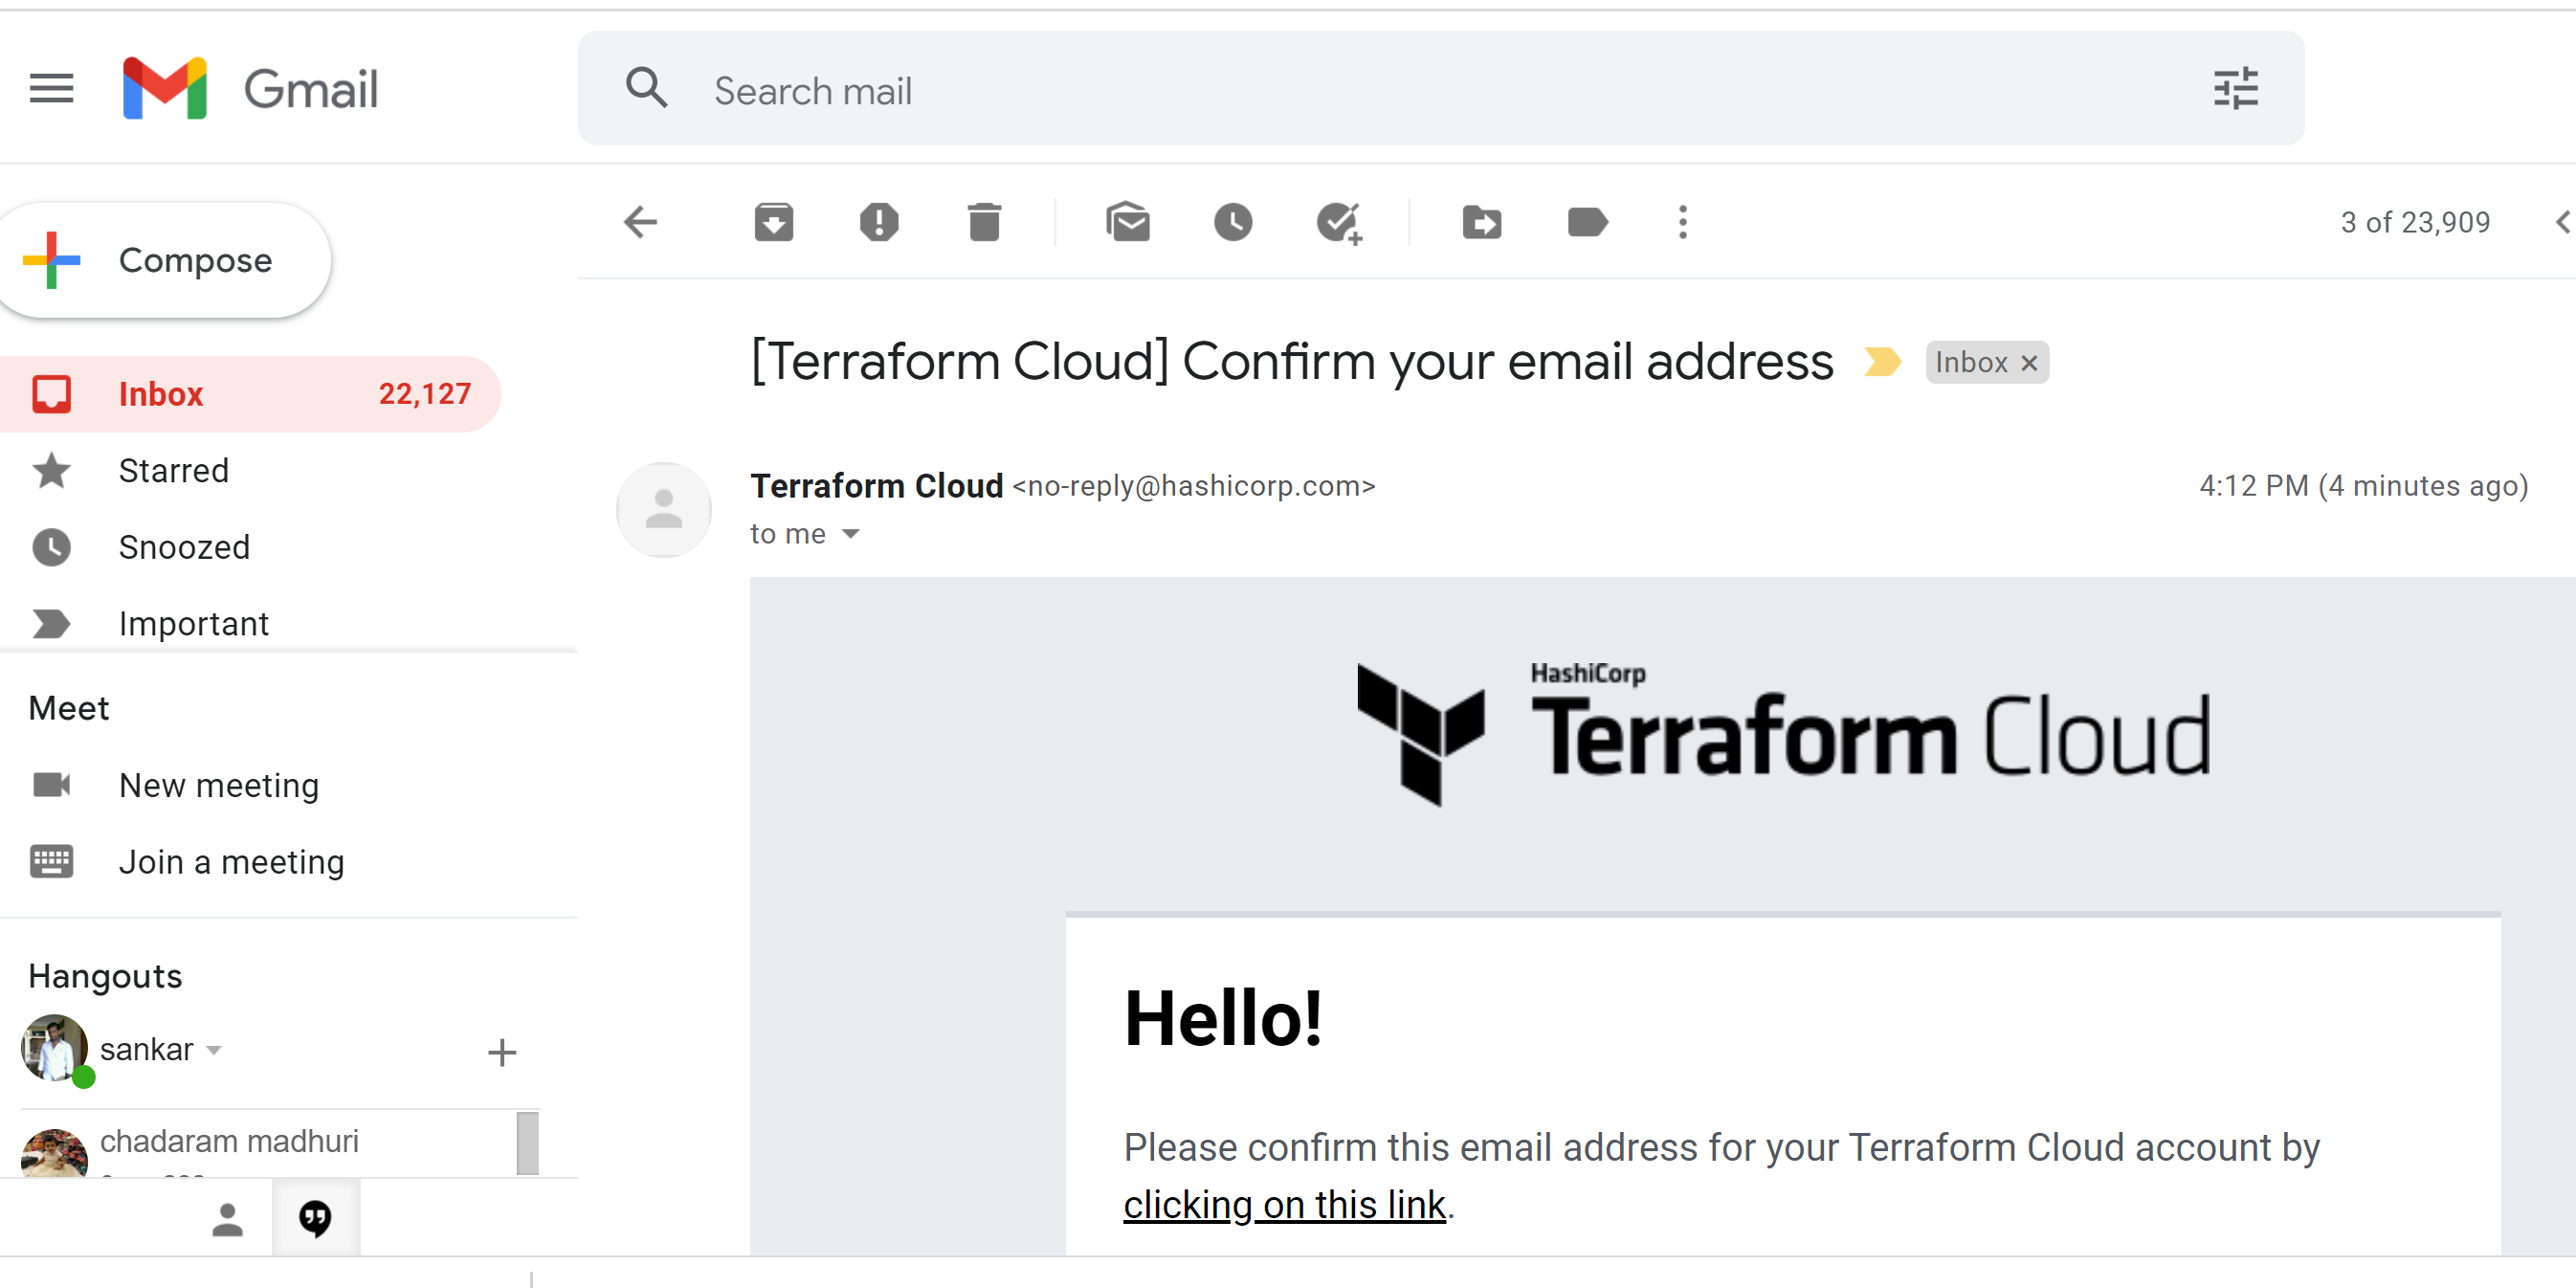 Gmail
Search mail
3 of 23,909
Compose
[Terraform Cloud] Confirm your email address
Inbox ×
Inbox 22,127
Starred
Snoozed
Important
Terraform Cloud <no-reply@hashicorp.com>
4:12 PM (4 minutes ago)
to me
HashiCorp
Terraform Cloud
Meet
New meeting
Join a meeting
Hangouts
sankar
chadaram madhuri
Hello!
Please confirm this email address for your Terraform Cloud account by
clicking on this link.